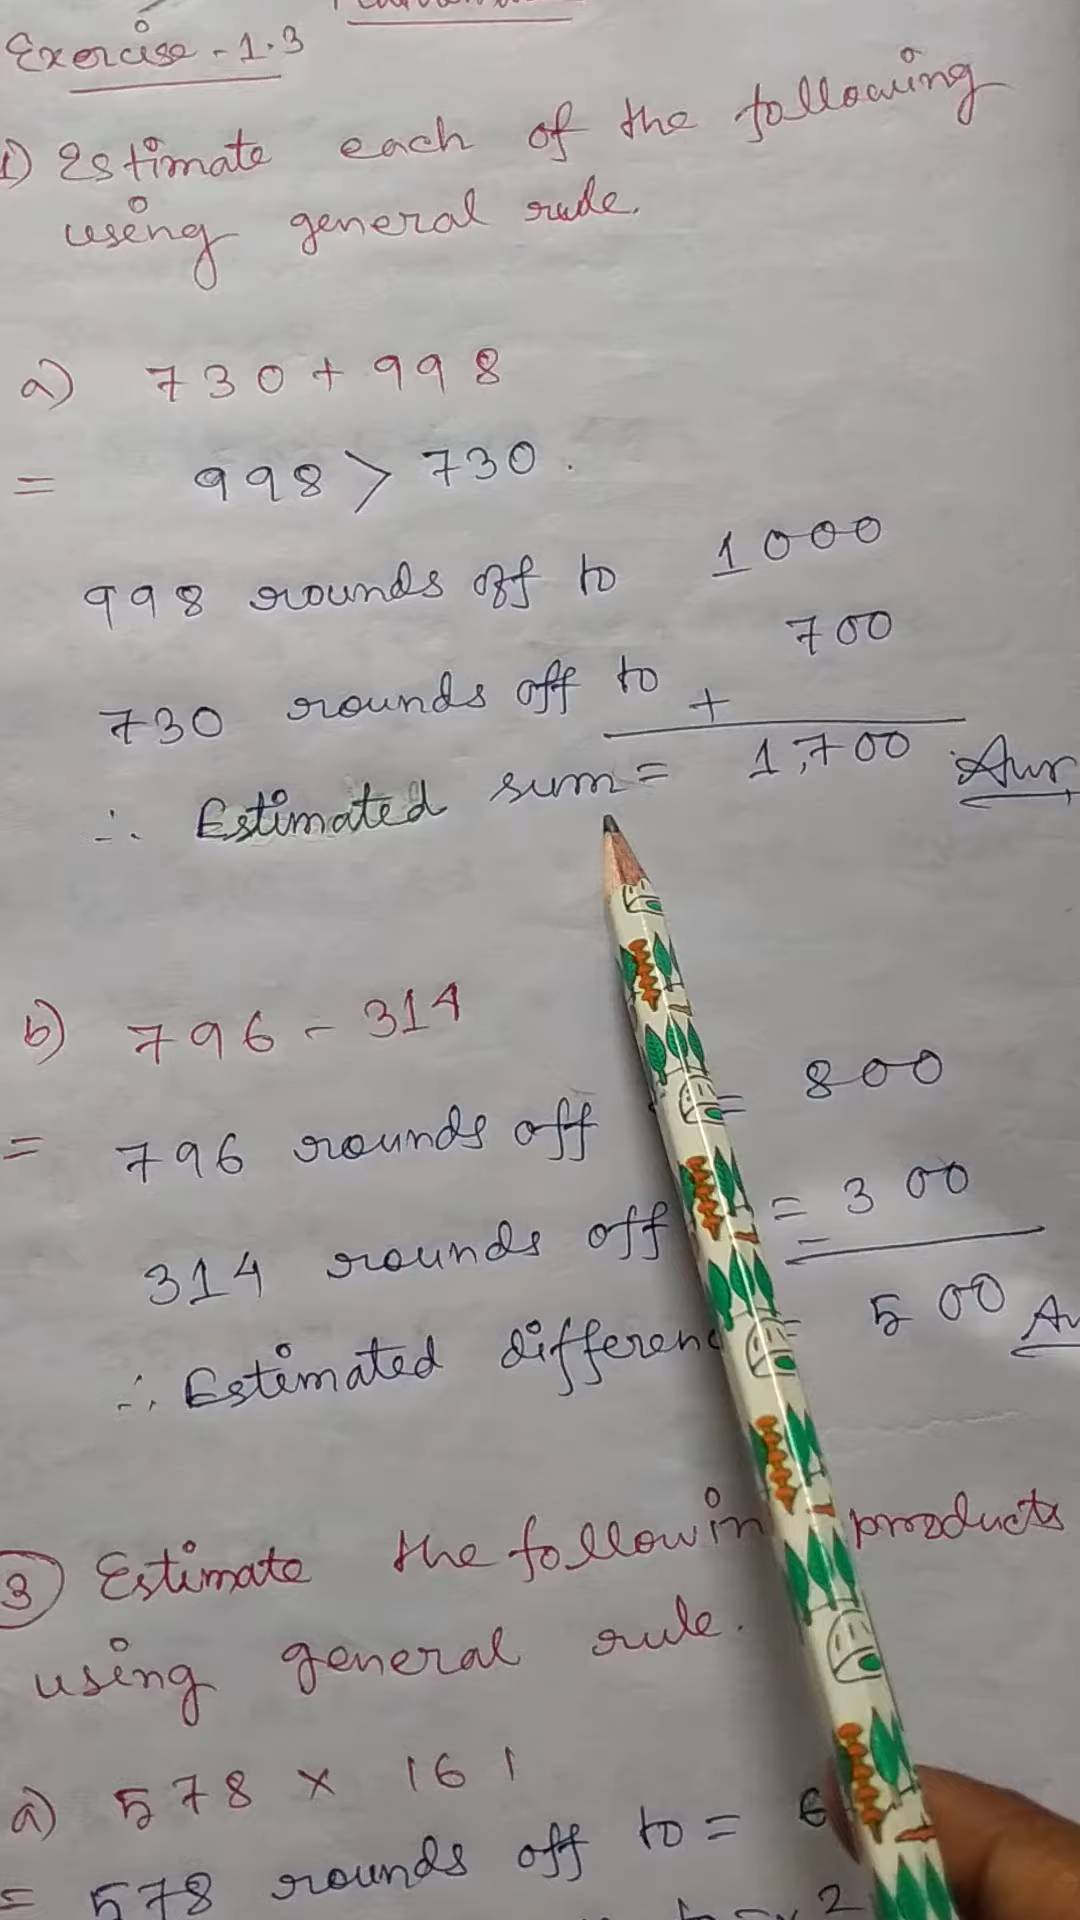 Exercise - 1.3
1) Estimate each of the following
using general rule.
a) 730 + 998
= 998 > 730.
998 rounds off to 1000
730 rounds off to + 700
∴ Estimated sum = 1,700 Ans
b) 796 - 314
= 796 rounds off = 800
314 rounds off = 300
-
∴ Estimated differenc = 500
3) Estimate the followin products
using general rule.
a) 578 × 161
= 578 rounds off to = 6
2